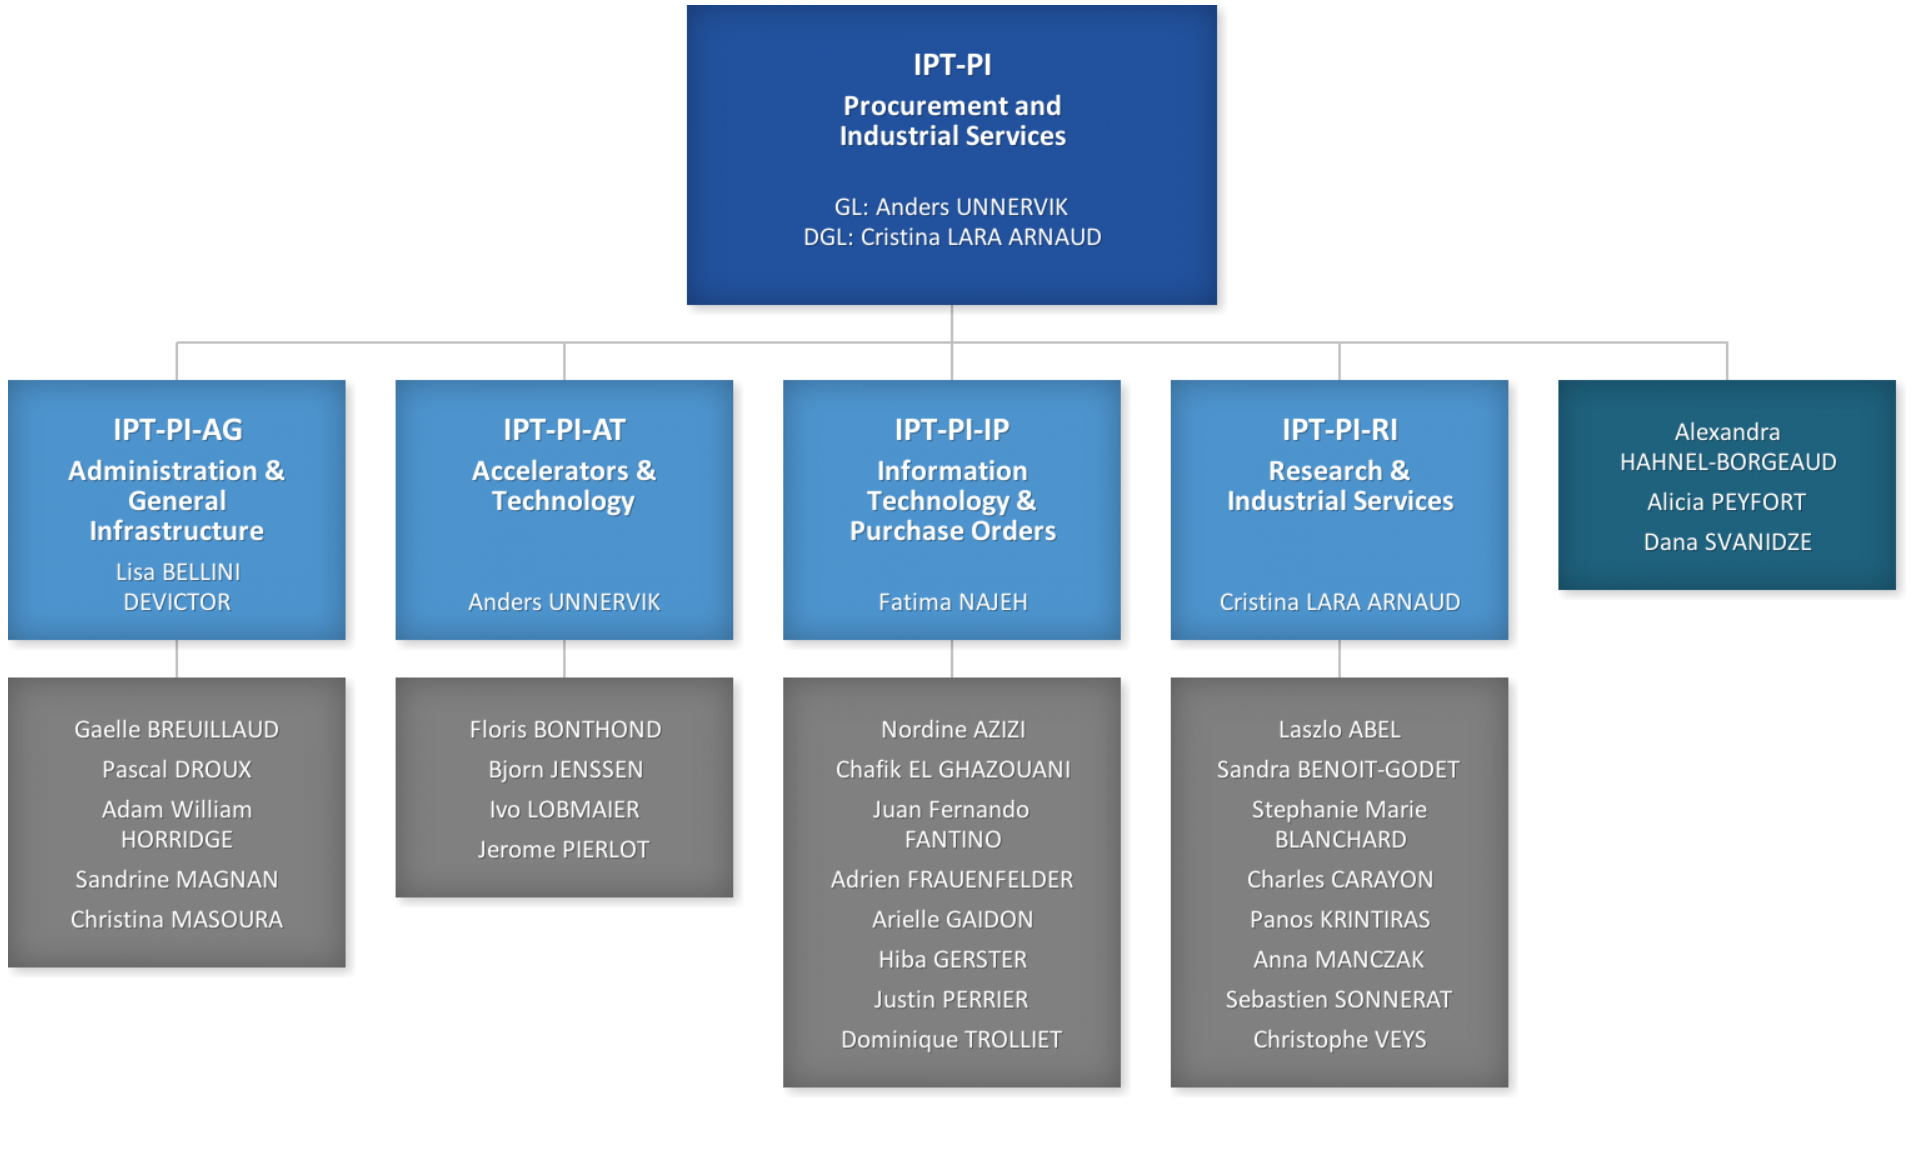 IPT-PI
Procurement and
Industrial Services
GL: Anders UNNERVIK
DGL: Cristina LARA ARNAUD
IPT-PI-AG
Administration &
General
Infrastructure
Lisa BELLINI
DEVICTOR
IPT-PI-AT
Accelerators &
Technology
Anders UNNERVIK
IPT-PI-IP
Information
Technology &
Purchase Orders
Fatima NAJEH
IPT-PI-RI
Research &
Industrial Services
Cristina LARA ARNAUD
Alexandra
HAHNEL-BORGEAUD
Alicia PEYFORT
Dana SVANIDZE
Gaelle BREUILLAUD
Pascal DROUX
Adam William
HORRIDGE
Sandrine MAGNAN
Christina MASOURA
Floris BONTHOND
Bjorn JENSSEN
Ivo LOBMAIER
Jerome PIERLOT
Nordine AZIZI
Chafik EL GHAZOUANI
Juan Fernando
FANTINO
Adrien FRAUENFELDER
Arielle GAIDON
Hiba GERSTER
Justin PERRIER
Dominique TROLLIET
Laszlo ABEL
Sandra BENOIT-GODET
Stephanie Marie
BLANCHARD
Charles CARAYON
Panos KRINTIRAS
Anna MANCZAK
Sebastien SONNERAT
Christophe VEYS